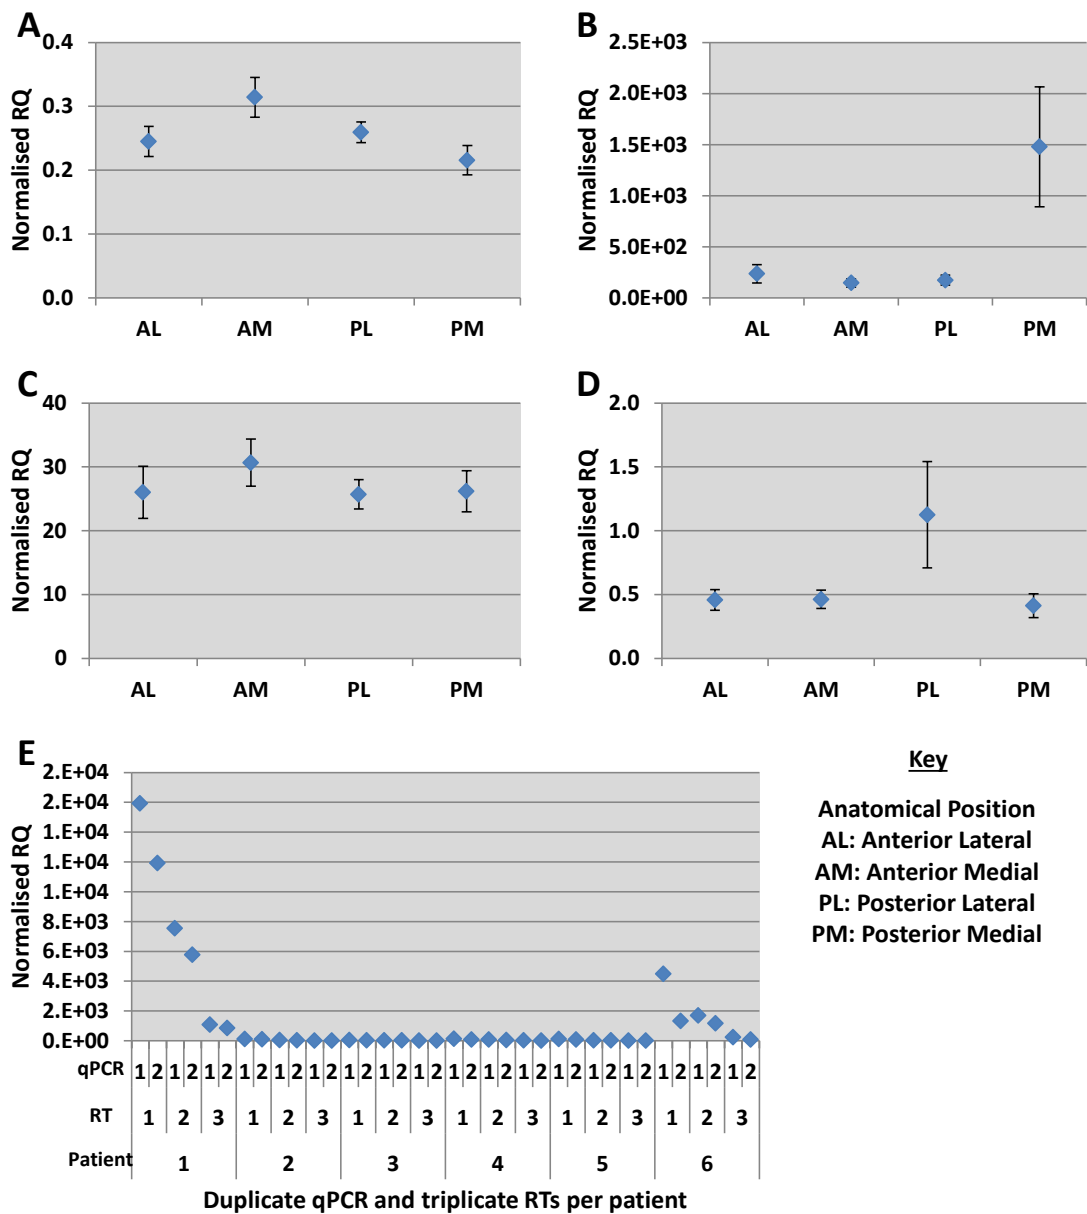 A
0.4
0.3
0.2
0.1
0.0
Normalised RQ
AL AM PL PM
B
2.5E+03
2.0E+03
1.5E+03
1.0E+03
5.0E+02
0.0E+00
Normalised RQ
AL AM PL PM
C
40
30
20
10
0
Normalised RQ
AL AM PL PM
D
2.0
1.5
1.0
0.5
0.0
Normalised RQ
AL AM PL PM
E
2.E+04
2.E+04
1.E+04
1.E+04
1.E+04
8.E+03
6.E+03
4.E+03
2.E+03
0.E+00
Normalised RQ
qPCR 1 2 1 2 1 2 1 2 1 2 1 2 1 2 1 2 1 2 1 2 1 2 1 2 1 2 1 2 1 2 1 2 1 2 1 2
RT 1 2 3 1 2 3 1 2 3 1 2 3 1 2 3 1 2 3
Patient 1 2 3 4 5 6
Duplicate qPCR and triplicate RTs per patient
Key
Anatomical Position
AL: Anterior Lateral
AM: Anterior Medial
PL: Posterior Lateral
PM: Posterior Medial